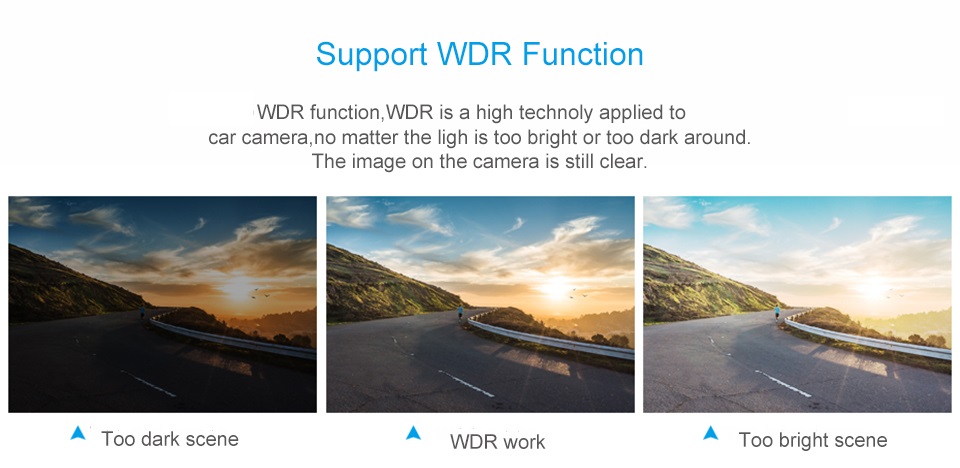 Support WDR Function
WDR function,WDR is a high technoly applied to
car camera,no matter the ligh is too bright or too dark around.
The image on the camera is still clear.
Too dark scene
WDR work
Too bright scene